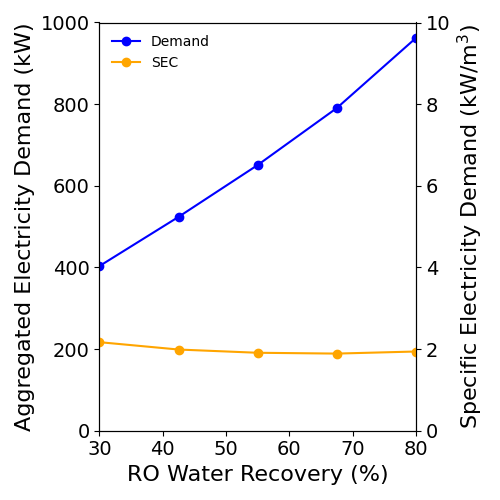 1000
800
600
400
200
0
Aggregated Electricity Demand (kW)
Demand
SEC
10
8
6
4
2
0
Specific Electricity Demand (kW/m³)
30 40 50 60 70 80
RO Water Recovery (%)